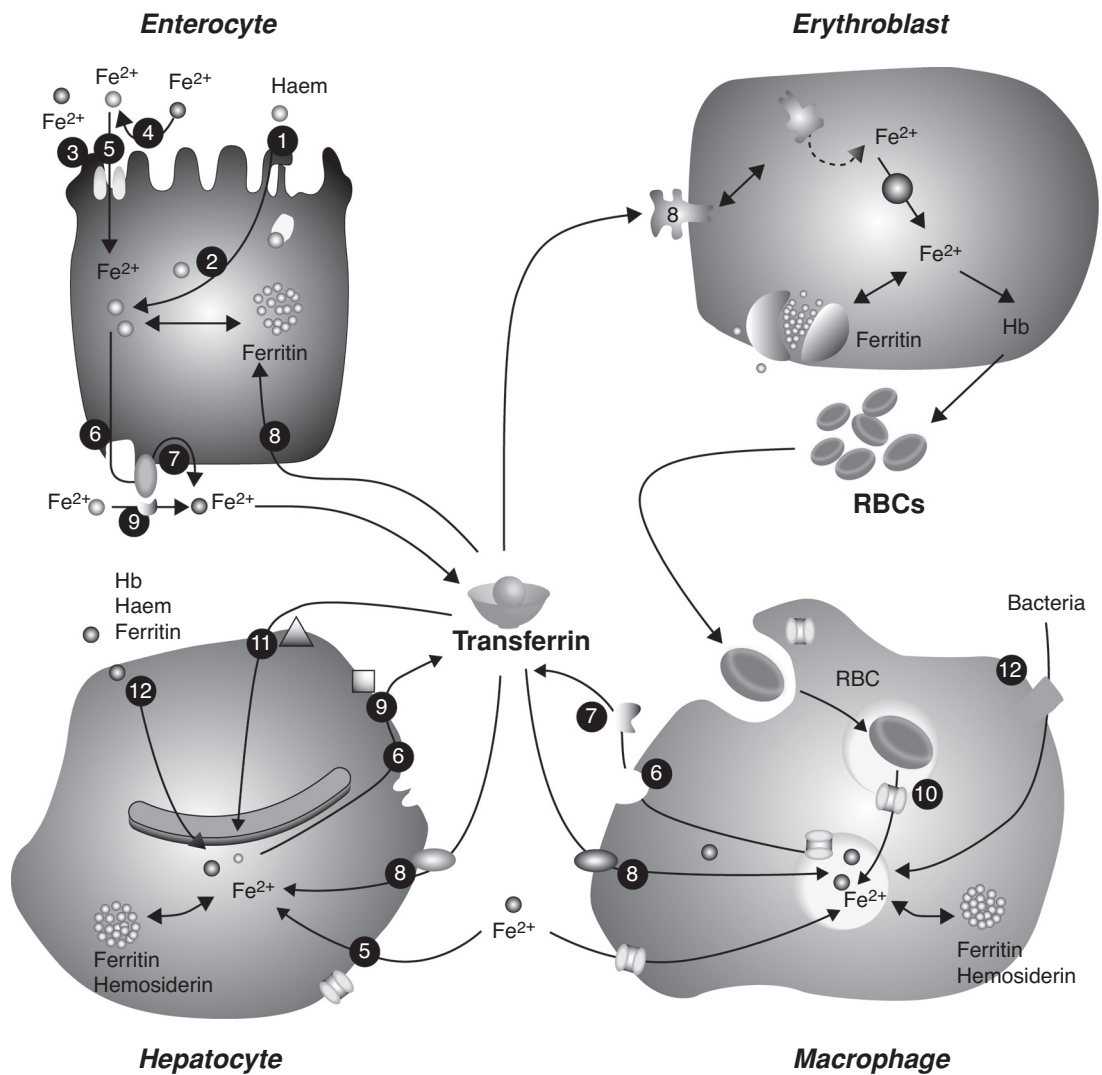 Enterocyte
Erythroblast
Fe²⁺
Fe²⁺
Fe²⁺
Haem
3
5
4
1
Fe²⁺
2
Ferritin
6
7
8
Fe²⁺
Fe²⁺
9
Fe²⁺
8
Fe²⁺
Ferritin
Hb
RBCs
Transferrin
Hb
Haem
Ferritin
11
12
9
6
8
Fe²⁺
5
Ferritin
Hemosiderin
Fe²⁺
Bacteria
RBC
12
7
6
10
8
Fe²⁺
Ferritin
Hemosiderin
Hepatocyte
Macrophage